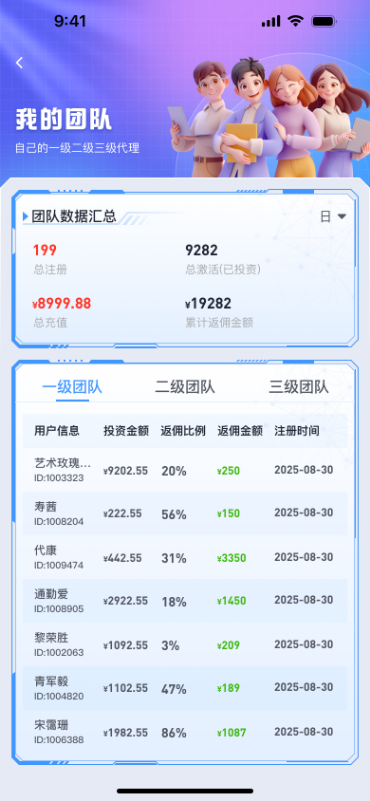 9:41
我的团队
自己的一级二级三级代理
团队数据汇总 日
199 9282
总注册 总激活(已投资)
¥8999.88 ¥19282
总充值 累计返佣金额
一级团队 二级团队 三级团队
用户信息 投资金额 返佣比例 返佣金额 注册时间
艺术玫瑰... ¥9202.55 20% ¥250 2025-08-30
ID:1003323
寿茜 ¥222.55 56% ¥150 2025-08-30
ID:1008204
代康 ¥442.55 31% ¥3350 2025-08-30
ID:1009474
通勤爱 ¥2922.55 18% ¥1450 2025-08-30
ID:1008905
黎荣胜 ¥1092.55 3% ¥209 2025-08-30
ID:1002063
青军毅 ¥1102.55 47% ¥189 2025-08-30
ID:1004820
宋霭珊 ¥1982.55 86% ¥1087 2025-08-30
ID:1006388